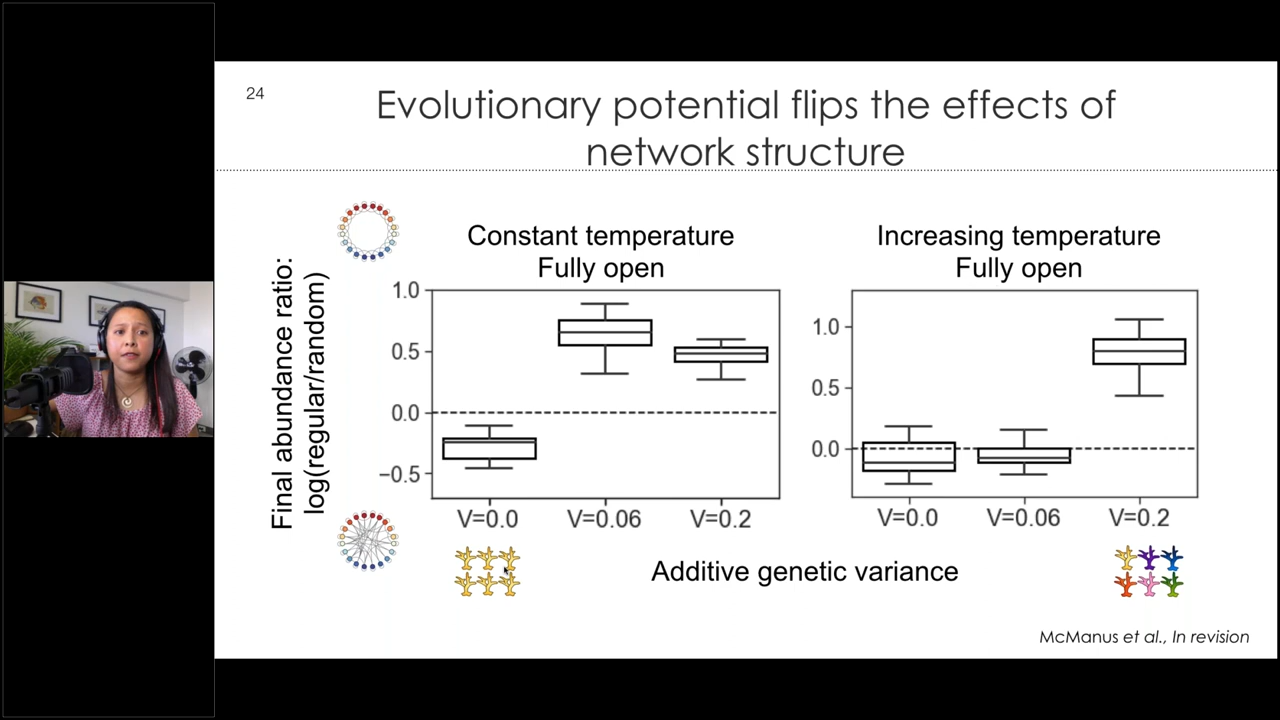 24
Evolutionary potential flips the effects of
network structure
Final abundance ratio:
log(regular/random)
Constant temperature
Fully open
1.0
0.5
0.0
−0.5
V=0.0 V=0.06 V=0.2
Increasing temperature
Fully open
1.0
0.5
0.0
V=0.0 V=0.06 V=0.2
Additive genetic variance
McManus et al., In revision